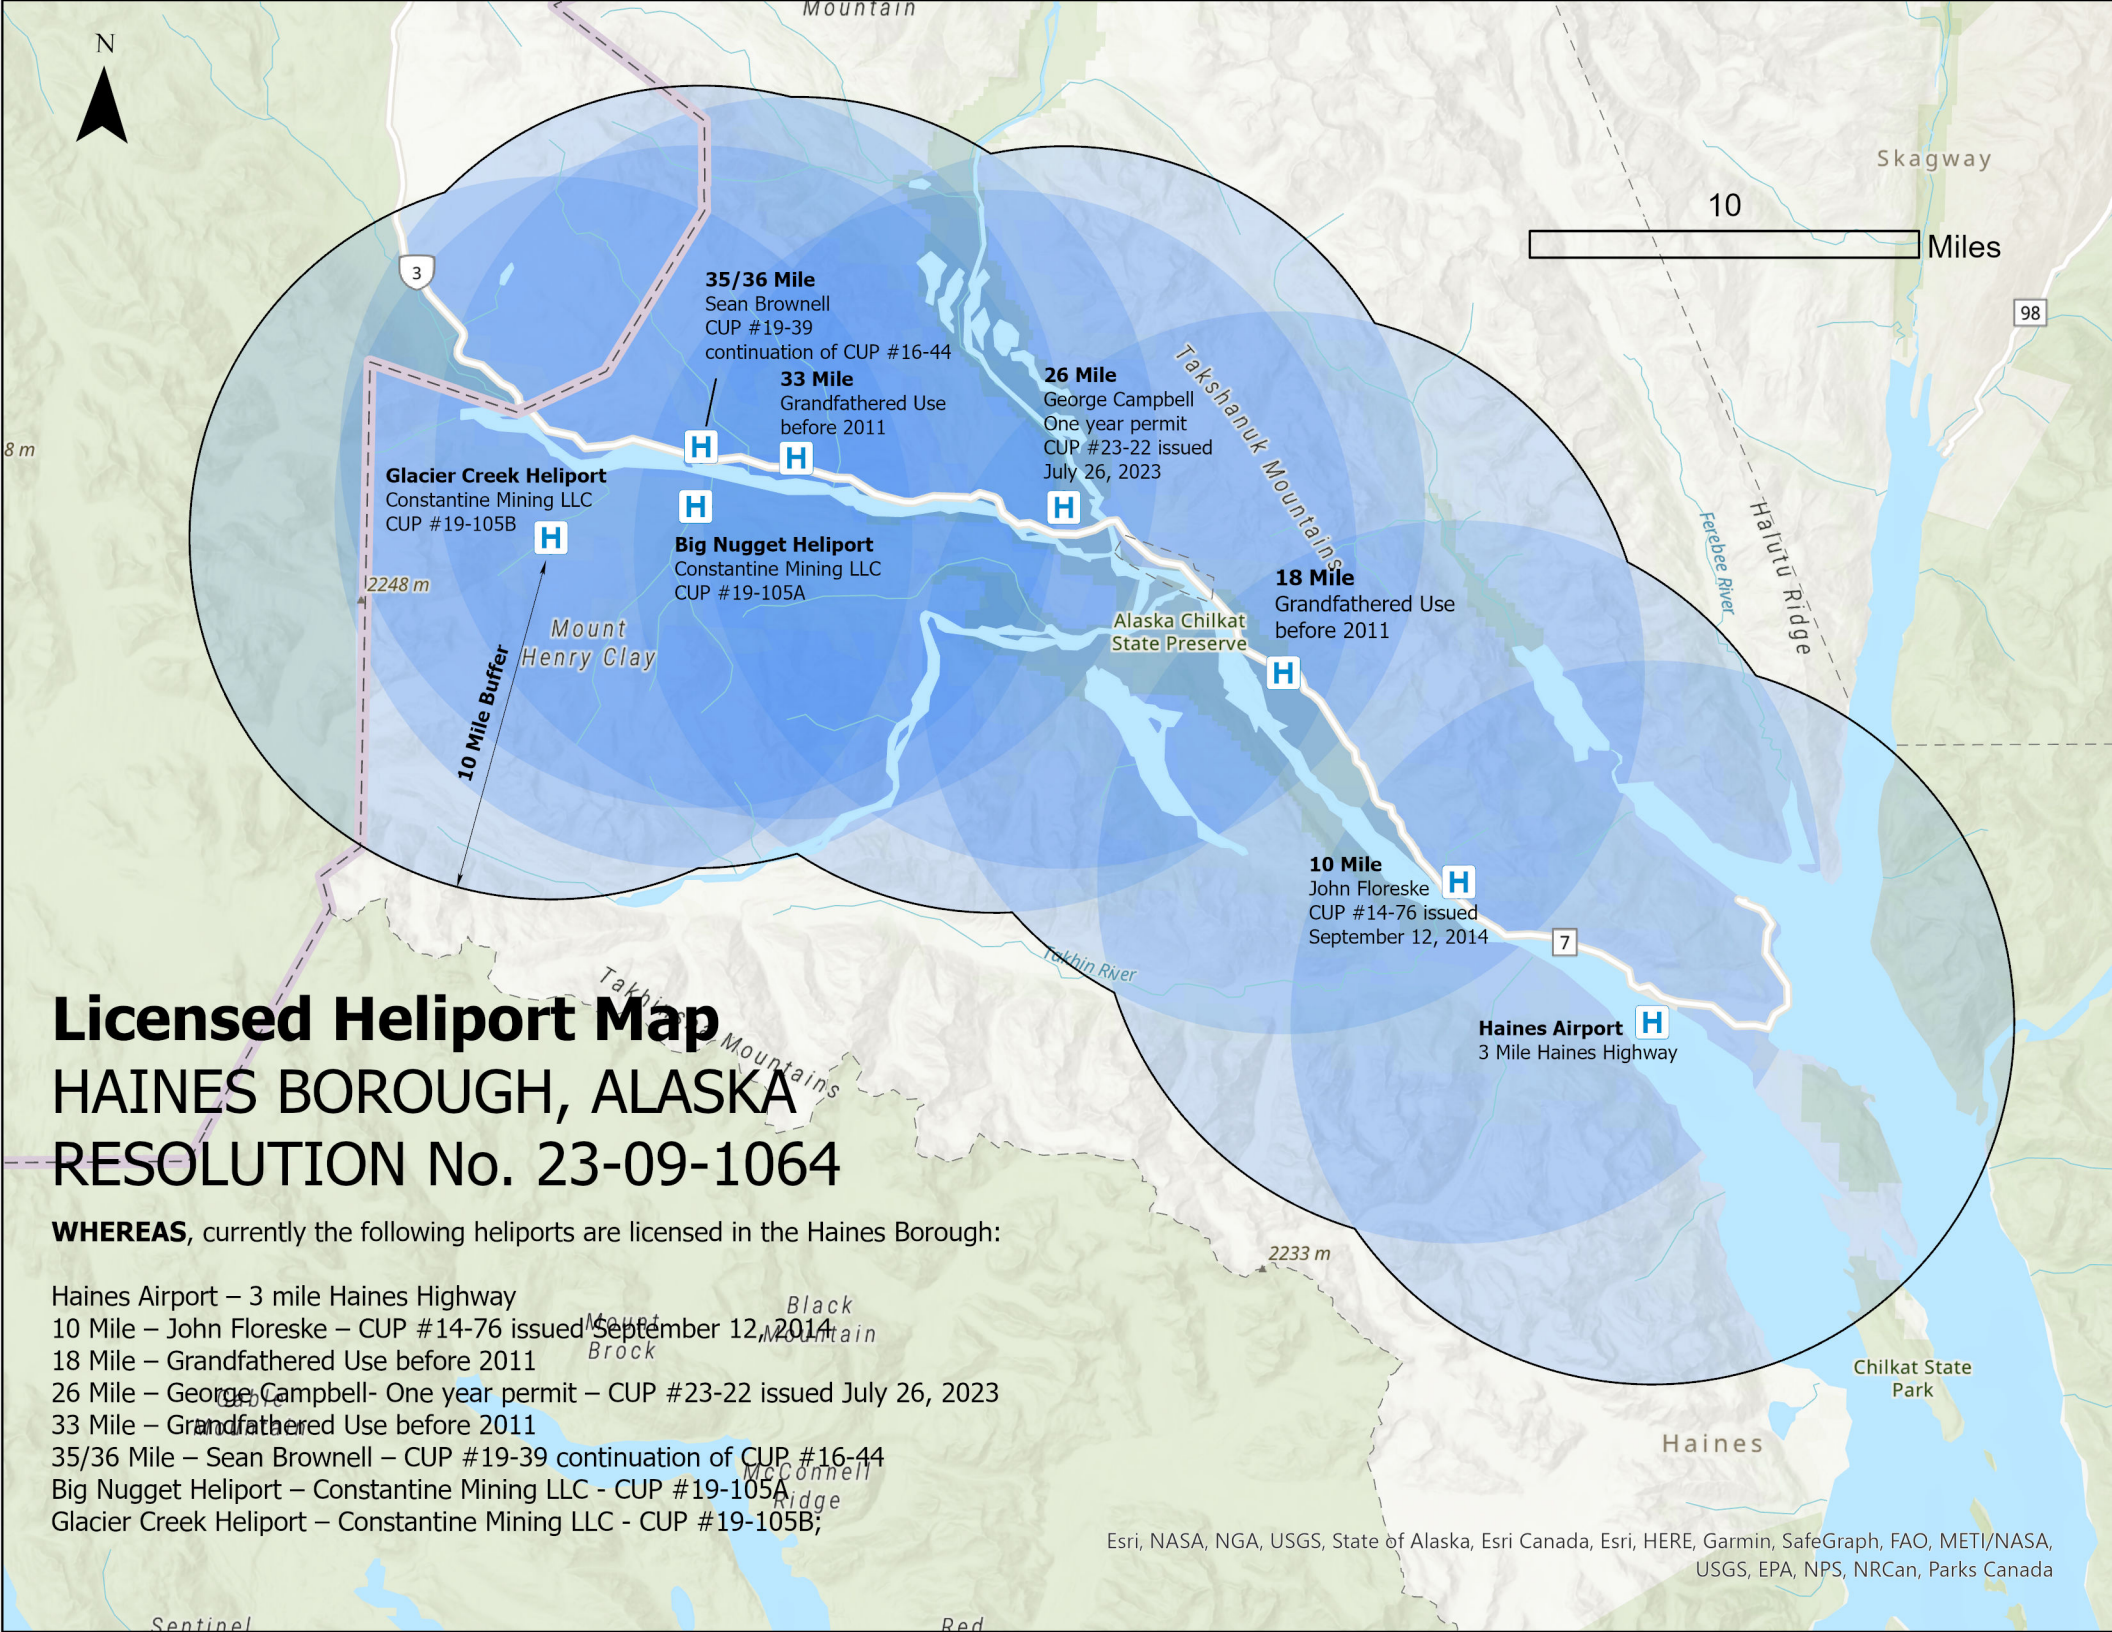 Mountain
N
Skagway
10
Miles
3
98
35/36 Mile
Sean Brownell
CUP #19-39
continuation of CUP #16-44
33 Mile
Grandfathered Use
before 2011
26 Mile
George Campbell
One year permit
CUP #23-22 issued
July 26, 2023
Takshanuk Mountains
H
H
H
H
H
8 m
Glacier Creek Heliport
Constantine Mining LLC
CUP #19-105B
Big Nugget Heliport
Constantine Mining LLC
CUP #19-105A
2248 m
Mount
Henry Clay
10 Mile Buffer
18 Mile
Grandfathered Use
before 2011
H
Alaska Chilkat
State Preserve
Ferebee River
Halutu Ridge
10 Mile
John Floreske
CUP #14-76 issued
September 12, 2014
H
7
Takhin River
Haines Airport
3 Mile Haines Highway
H
Takhinsha Mountains
Licensed Heliport Map
HAINES BOROUGH, ALASKA
RESOLUTION No. 23-09-1064
WHEREAS, currently the following heliports are licensed in the Haines Borough:
2233 m
Haines Airport – 3 mile Haines Highway
10 Mile – John Floreske – CUP #14-76 issued September 12, 2014
18 Mile – Grandfathered Use before 2011
26 Mile – George Campbell- One year permit – CUP #23-22 issued July 26, 2023
33 Mile – Grandfathered Use before 2011
35/36 Mile – Sean Brownell – CUP #19-39 continuation of CUP #16-44
Big Nugget Heliport – Constantine Mining LLC - CUP #19-105A
Glacier Creek Heliport – Constantine Mining LLC - CUP #19-105B;
Mount
Brock
Black
Mountain
Gable
Mountain
McConnell
Ridge
Chilkat State
Park
Haines
Esri, NASA, NGA, USGS, State of Alaska, Esri Canada, Esri, HERE, Garmin, SafeGraph, FAO, METI/NASA,
USGS, EPA, NPS, NRCan, Parks Canada
Sentinel
Red